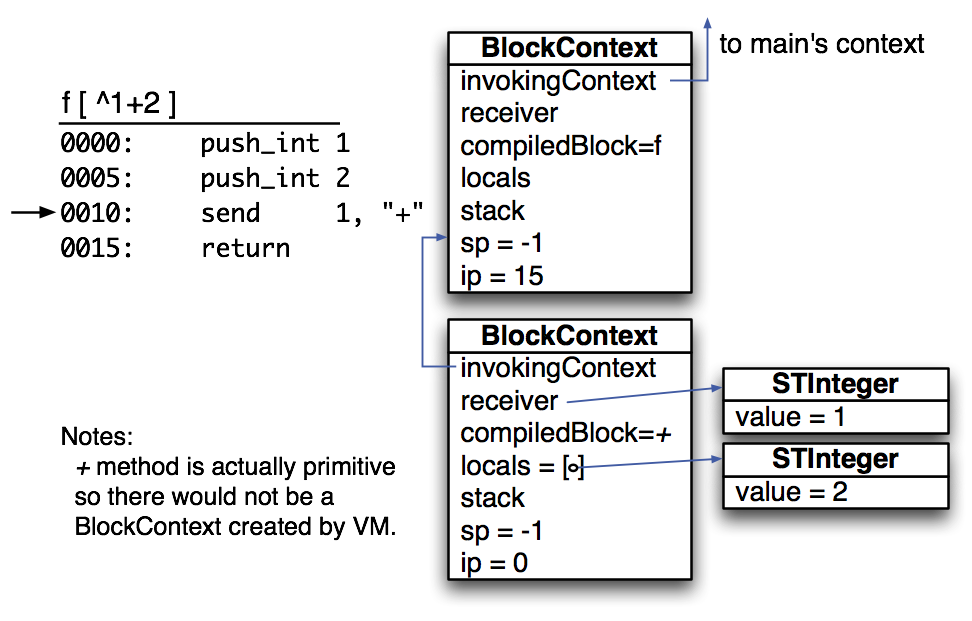 f [ ^1+2 ]
0000: push_int 1
0005: push_int 2
0010: send 1, "+"
0015: return
Notes:
+ method is actually primitive
so there would not be a
BlockContext created by VM.
BlockContext
invokingContext
receiver
compiledBlock=f
locals
stack
sp = -1
ip = 15
to main's context
BlockContext
invokingContext
receiver
compiledBlock=+
locals = [∘]
stack
sp = -1
ip = 0
STInteger
value = 1
STInteger
value = 2